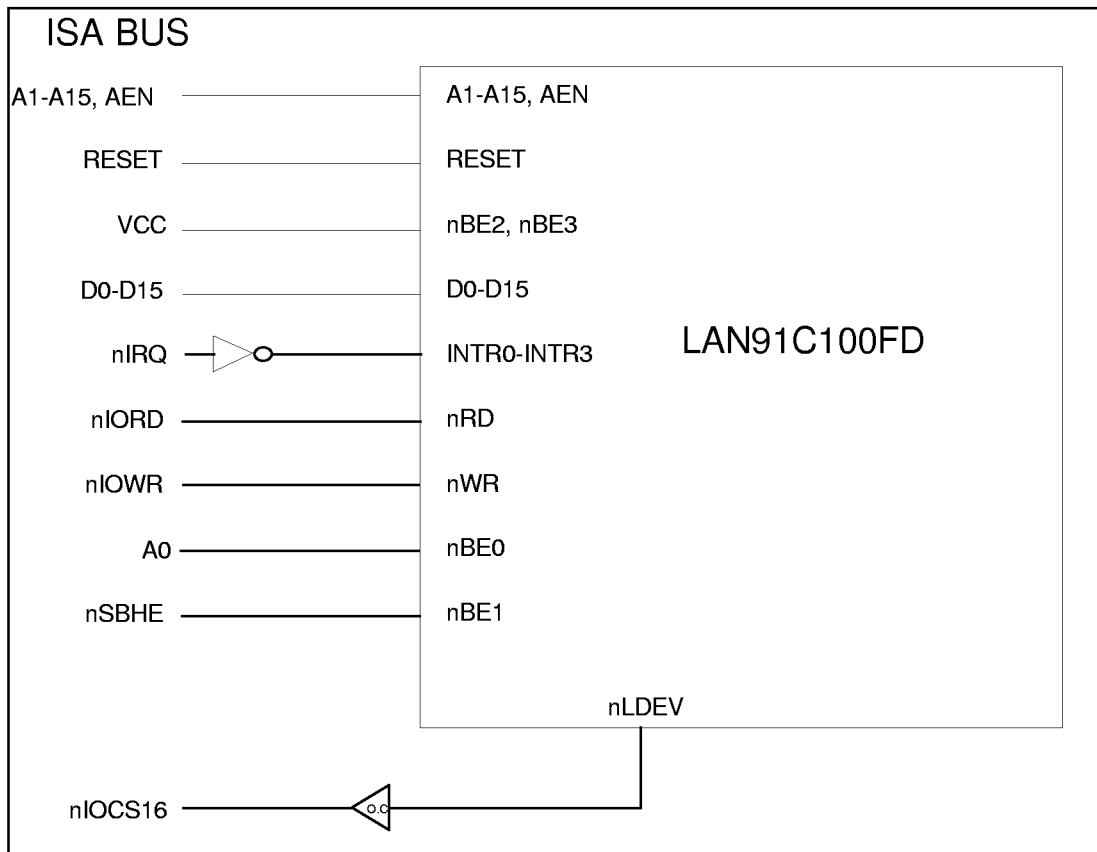 ISA BUS
A1-A15, AEN A1-A15, AEN
RESET RESET
VCC nBE2, nBE3
D0-D15 D0-D15
nIRQ INTR0-INTR3
LAN91C100FD
nIORD nRD
nIOWR nWR
A0 nBE0
nSBHE nBE1
nLDEV
nIOCS16 O.C